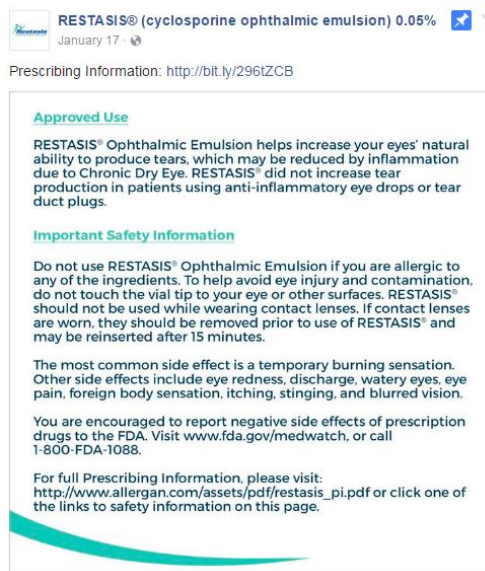 Restasis
RESTASIS® (cyclosporine ophthalmic emulsion) 0.05%
January 17 ·
Prescribing Information: http://bit.ly/296tZCB
Approved Use
RESTASIS® Ophthalmic Emulsion helps increase your eyes' natural
ability to produce tears, which may be reduced by inflammation
due to Chronic Dry Eye. RESTASIS® did not increase tear
production in patients using anti-inflammatory eye drops or tear
duct plugs.
Important Safety Information
Do not use RESTASIS® Ophthalmic Emulsion if you are allergic to
any of the ingredients. To help avoid eye injury and contamination,
do not touch the vial tip to your eye or other surfaces. RESTASIS®
should not be used while wearing contact lenses. If contact lenses
are worn, they should be removed prior to use of RESTASIS® and
may be reinserted after 15 minutes.
The most common side effect is a temporary burning sensation.
Other side effects include eye redness, discharge, watery eyes, eye
pain, foreign body sensation, itching, stinging, and blurred vision.
You are encouraged to report negative side effects of prescription
drugs to the FDA. Visit www.fda.gov/medwatch, or call
1-800-FDA-1088.
For full Prescribing Information, please visit:
http://www.allergan.com/assets/pdf/restasis_pi.pdf or click one of
the links to safety information on this page.